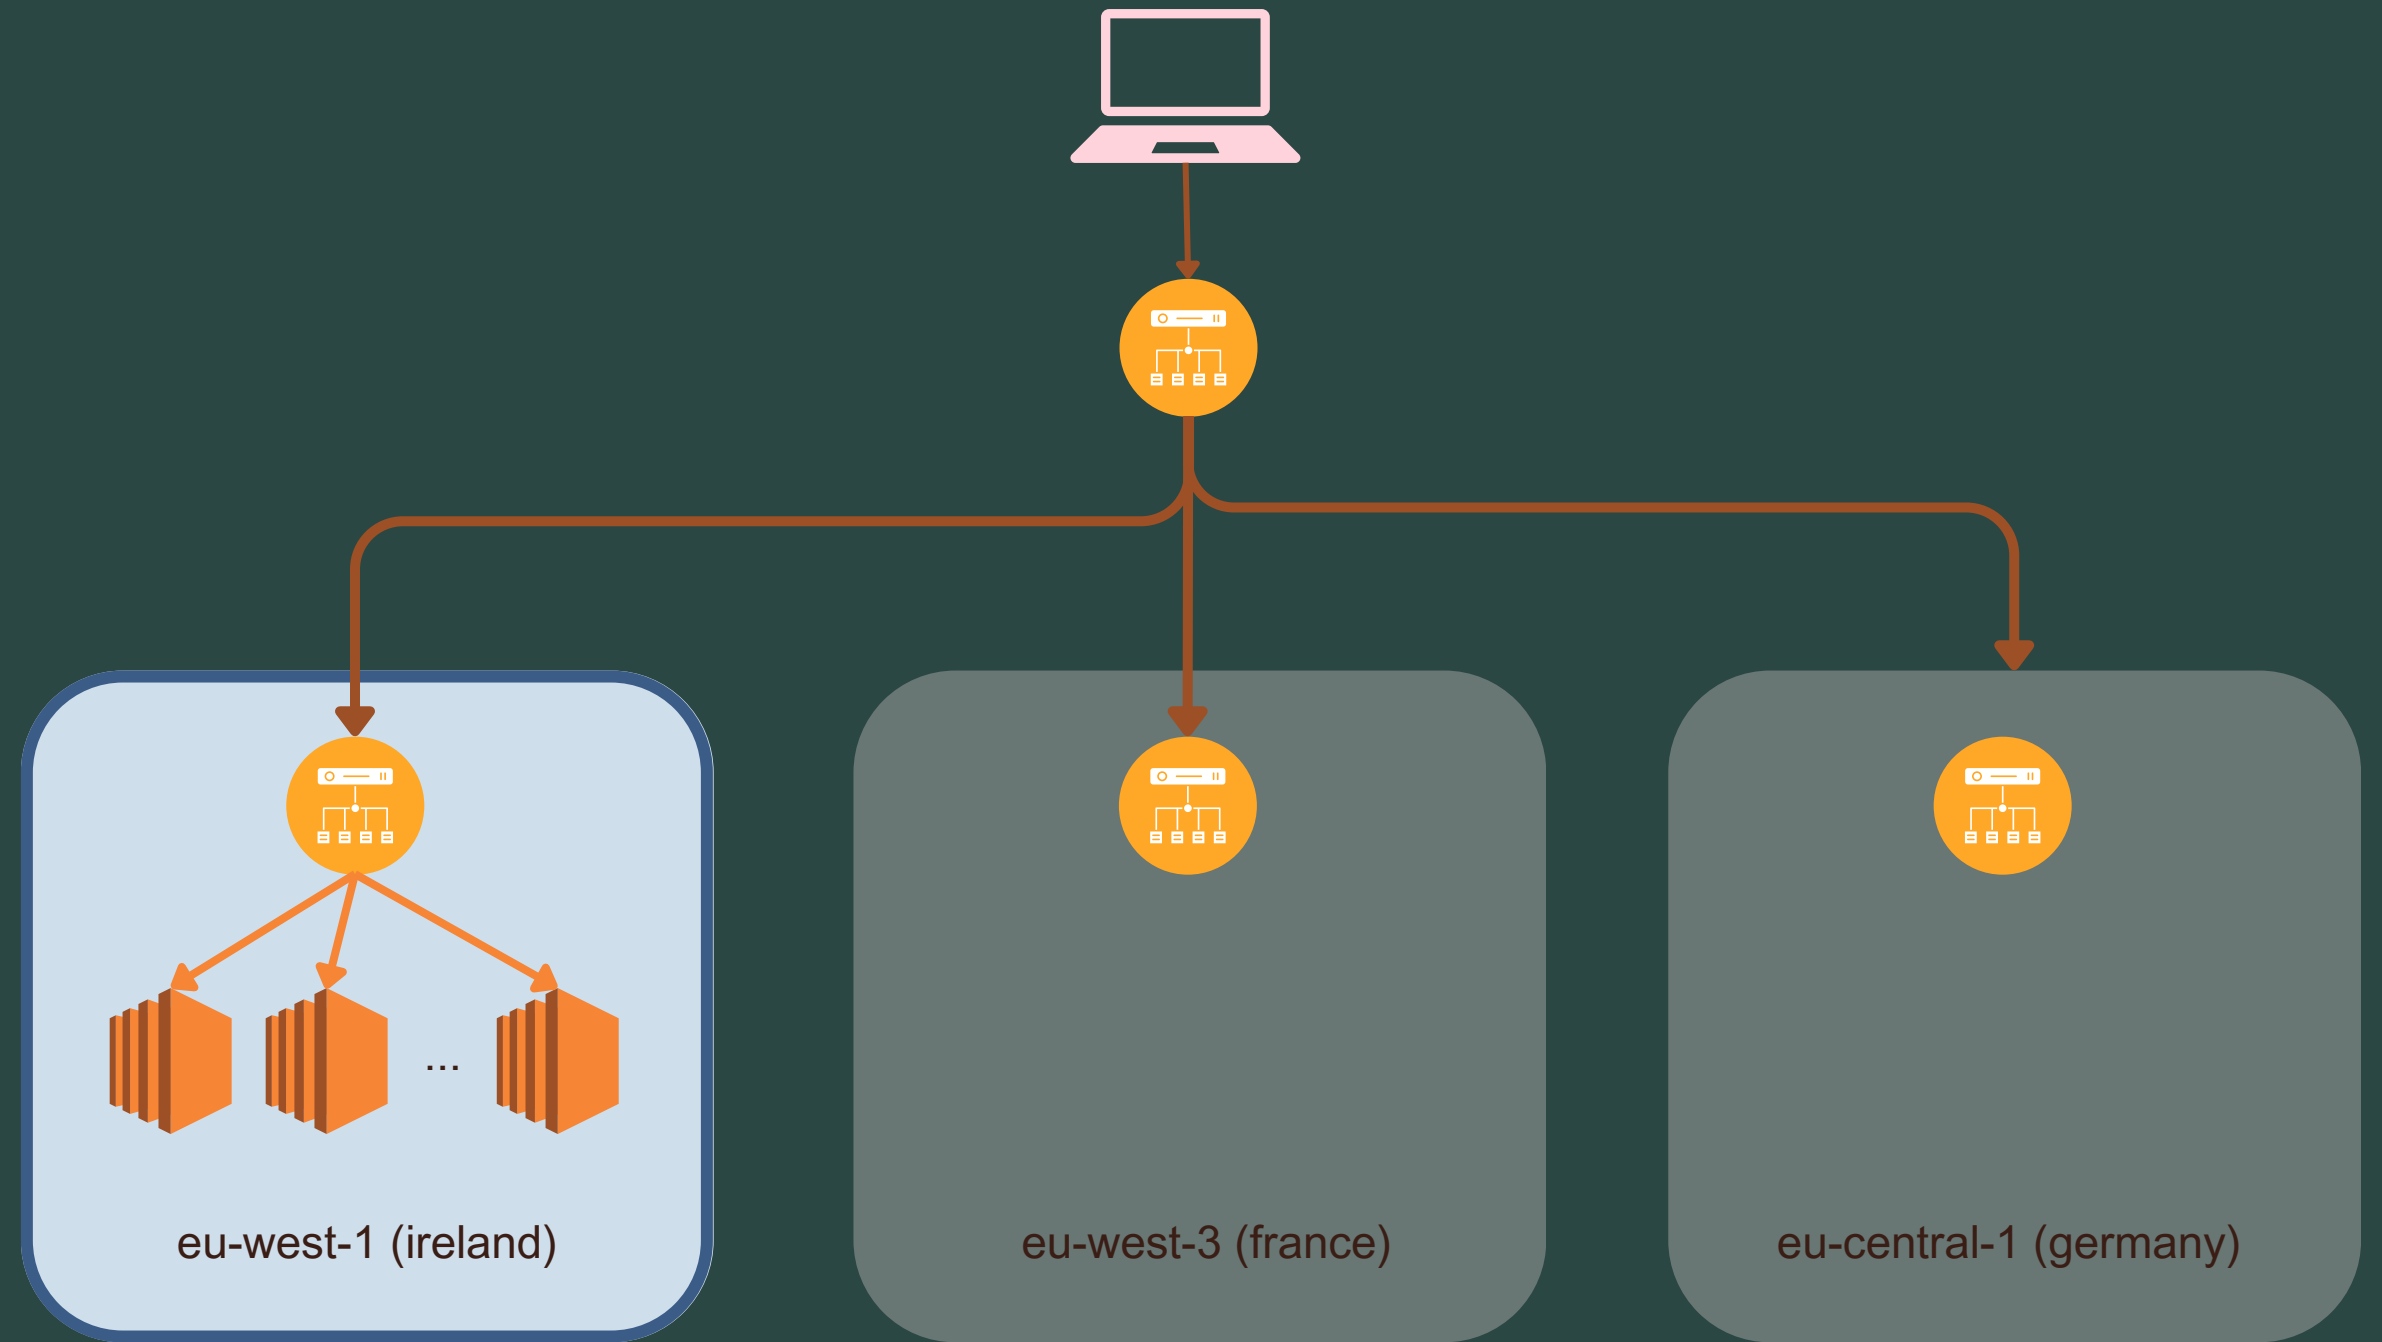 ...
eu-west-1 (ireland)
eu-west-3 (france)
eu-central-1 (germany)